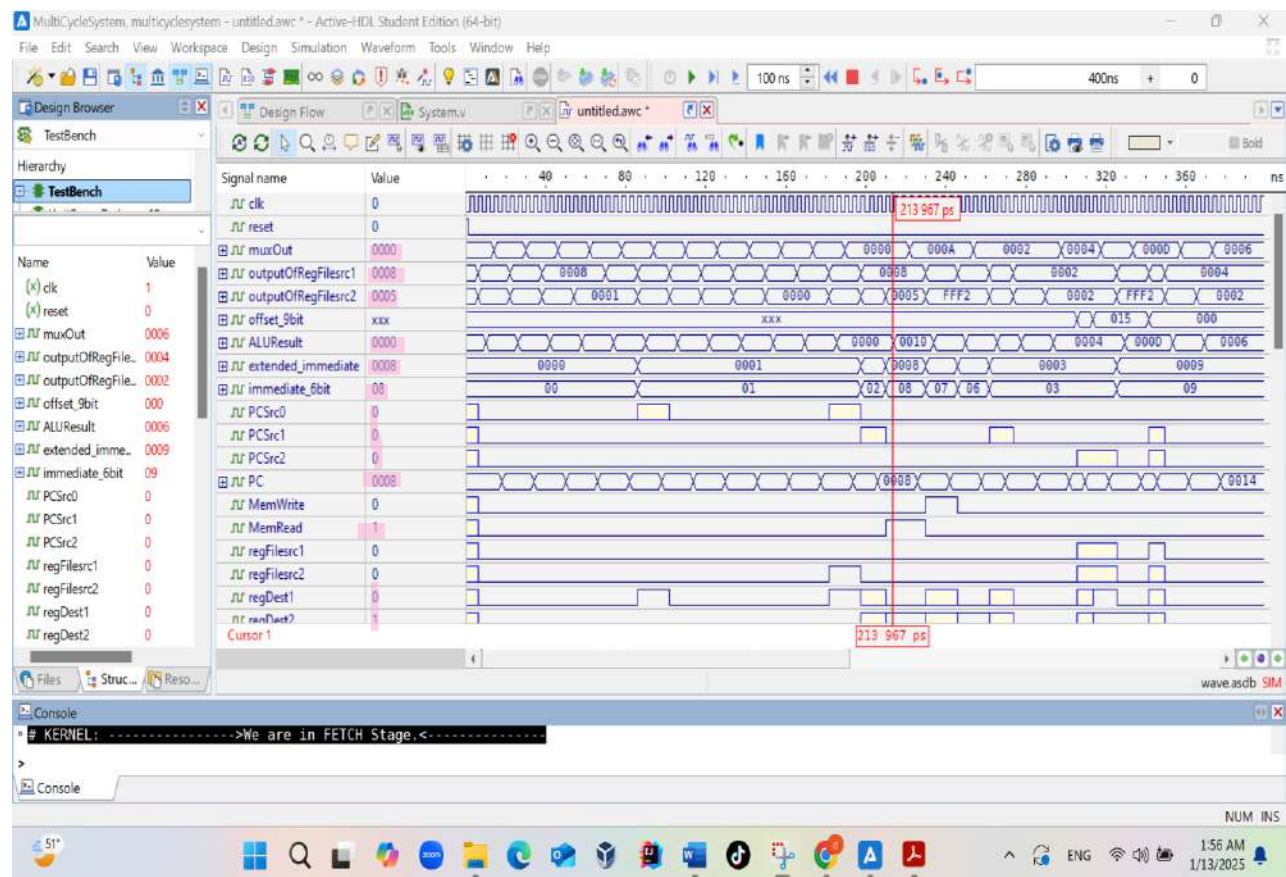 MultiCycleSystem, multicyclesystem - untitled.awc * - Active-HDL Student Edition (64-bit)
File Edit Search View Workspace Design Simulation Waveform Tools Window Help
100 ns 400ns + 0
Design Browser
Design Flow System.v untitled.awc *
TestBench
Bold
Hierarchy
TestBench
Signal name Value 40 80 120 160 200 240 280 320 360 ns
clk 0 213 967 ps
reset 0
muxOut 0000 0000 000A 0002 0004 000D 0006
outputOfRegFilesrc1 0008 0008 0008 0002 0004
outputOfRegFilesrc2 0005 0001 0000 0005 FFF2 0002 FFF2 0002
offset_9bit xxx xxx 015 000
ALUResult 0000 0000 0010 0004 000D 0006
extended_immediate 0008 0000 0001 0008 0003 0009
immediate_6bit 08 00 01 02 08 07 06 03 09
PCSrc0 0
PCSrc1 0
PCSrc2 0
PC 0008 0008 0014
MemWrite 0
MemRead 1
regFilesrc1 0
regFilesrc2 0
regDest1 0
regDest2 1
Cursor 1 213 967 ps
Name Value
(x) clk 1
(x) reset 0
muxOut 0006
outputOfRegFile... 0004
outputOfRegFile... 0002
offset_9bit 000
ALUResult 0006
extended_imme... 0009
immediate_6bit 09
PCSrc0 0
PCSrc1 0
PCSrc2 0
regFilesrc1 0
regFilesrc2 0
regDest1 0
regDest2 0
Files Struc... Reso...
wave.asdb SIM
Console
# KERNEL: ----------------->We are in FETCH Stage.<---------------
>
Console
NUM INS
51°
zoom
ENG
1:56 AM
1/13/2025